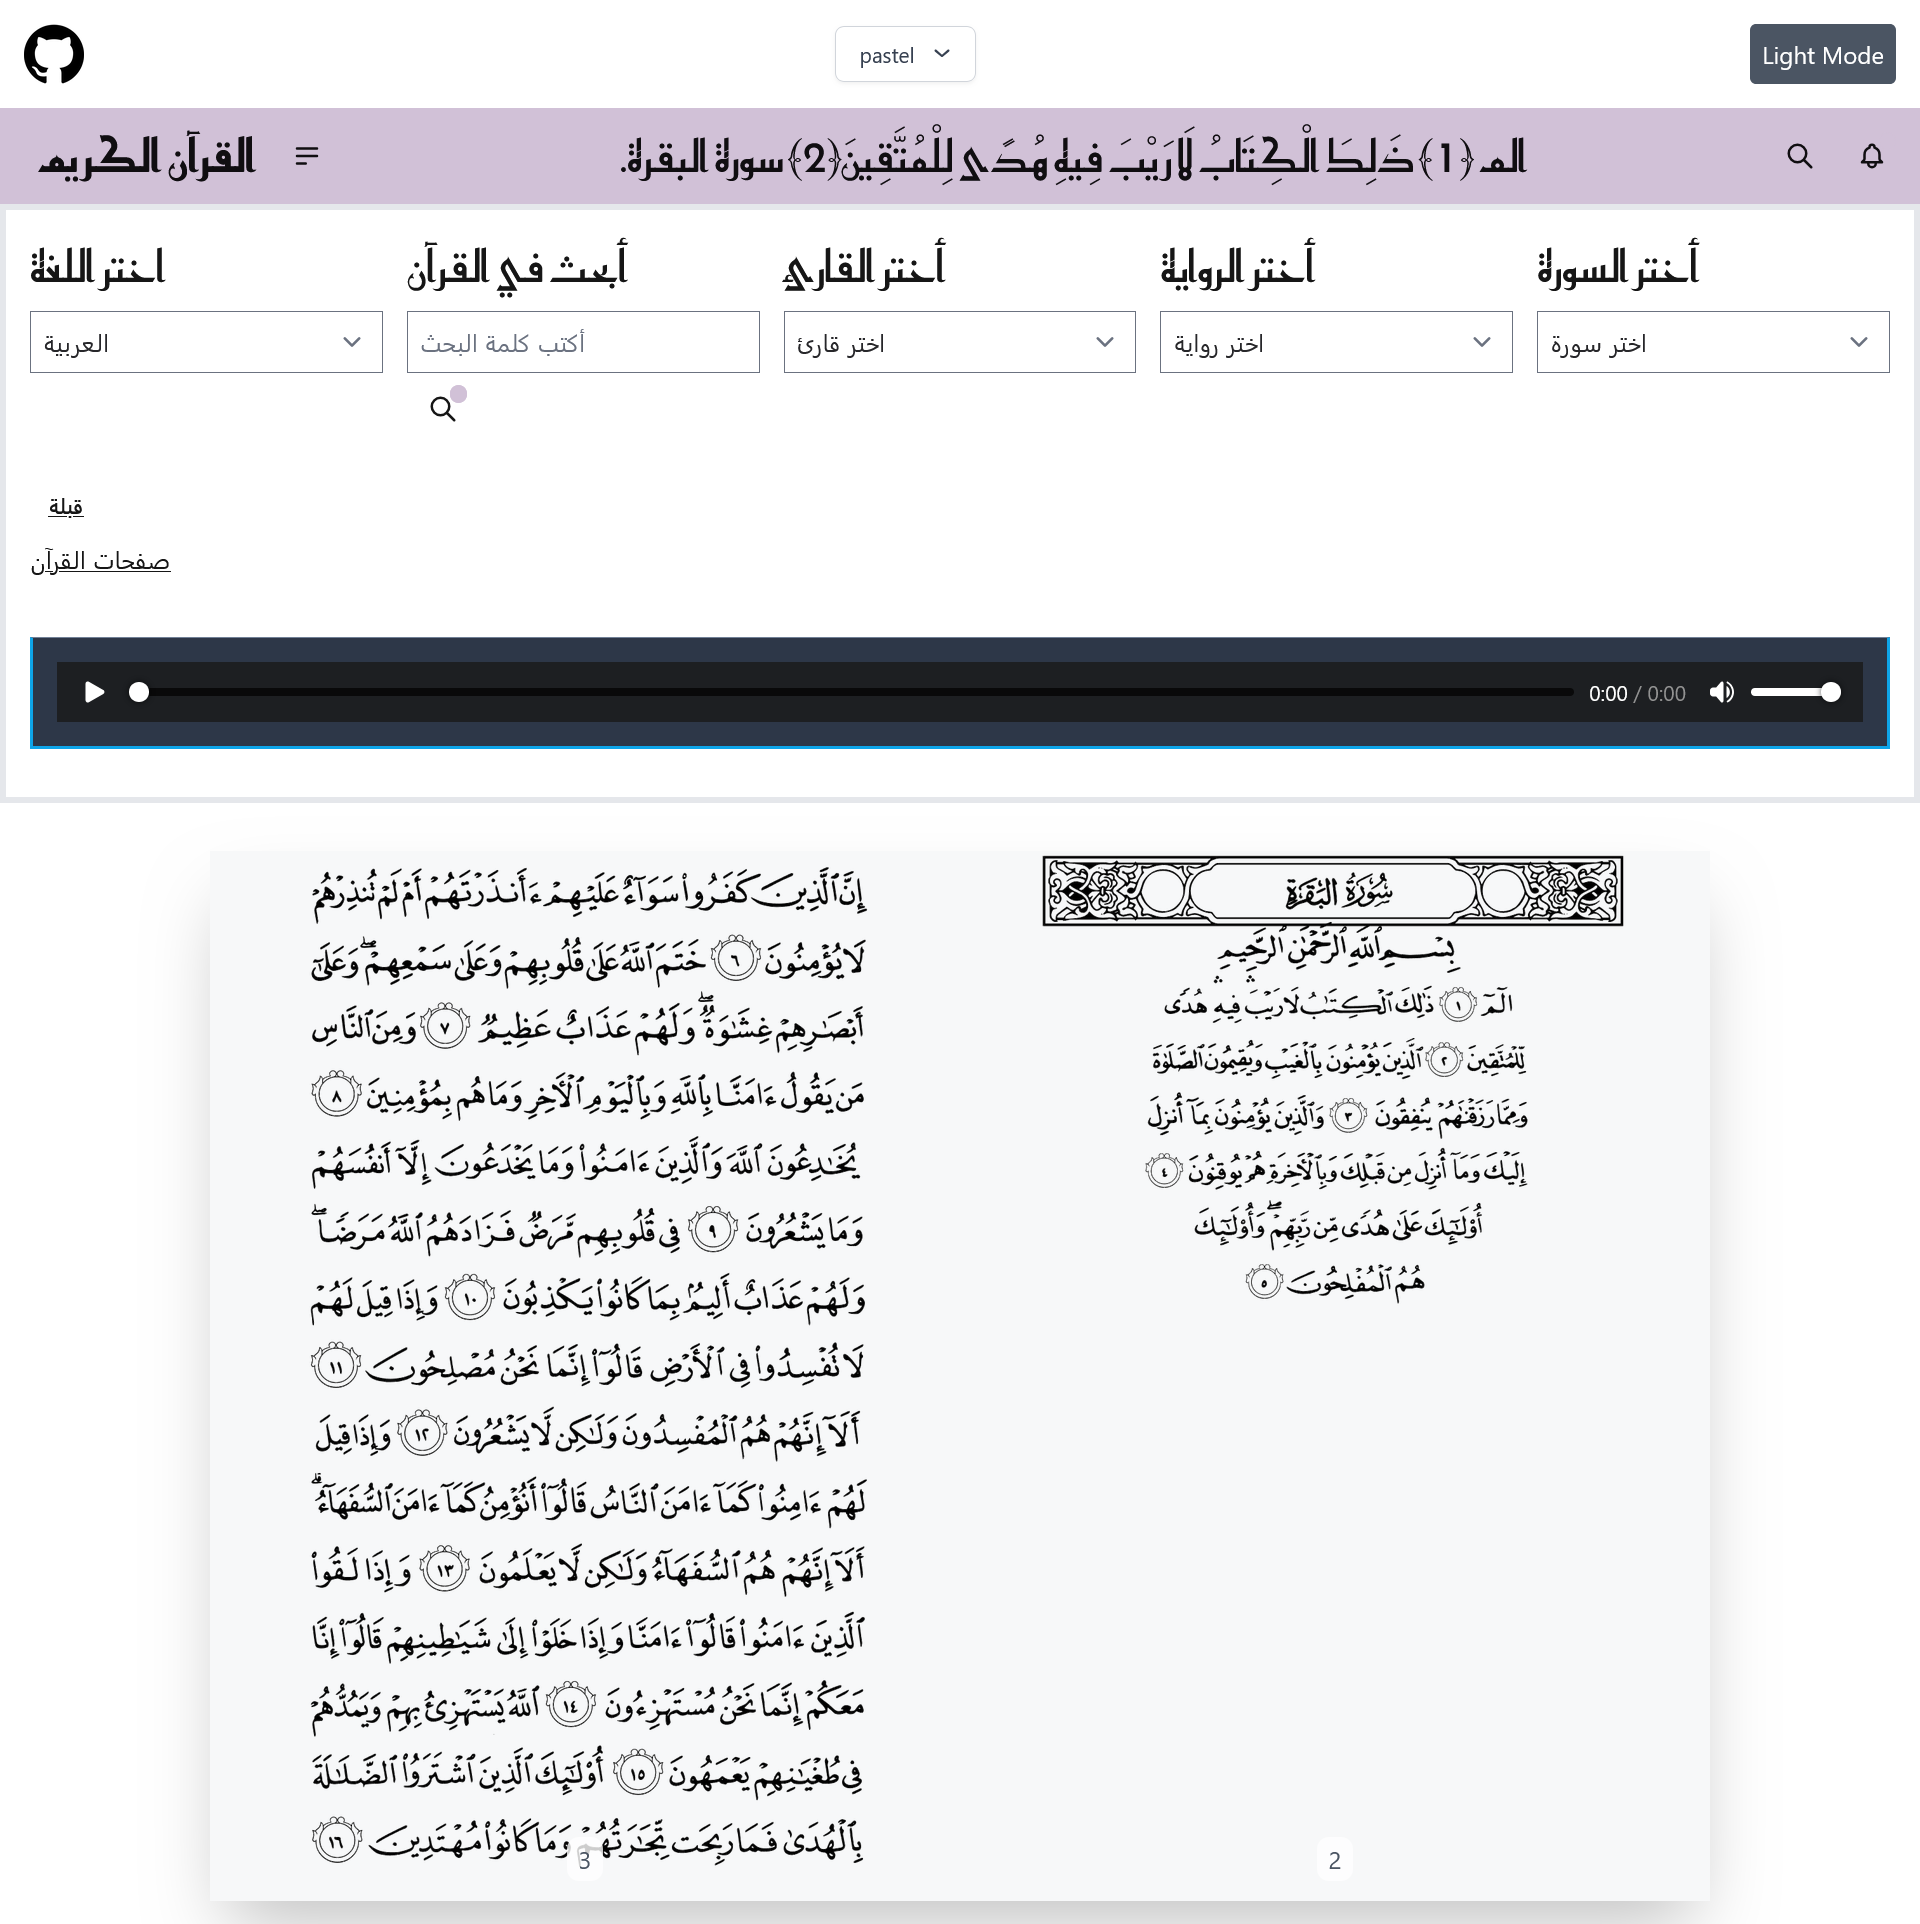 pastel
Light Mode
القرآن الكريم
الم ﴿1﴾ ذَلِكَ الْكِتَابُ لَا رَيْبَ فِيهِ هُدًى لِلْمُتَّقِينَ﴿2﴾ سورة البقرة.
اختر اللغة
أبحث في القرآن
أختر القارئ
أختر الرواية
أختر السورة
العربية
أكتب كلمة البحث
اختر قارئ
اختر رواية
اختر سورة
قبلة
صفحات القرآن
0:00 / 0:00
سُورَةُ البَقَرَةِ
بِسْمِ ٱللَّهِ ٱلرَّحْمَٰنِ ٱلرَّحِيمِ
الٓمٓ ١ ذَٰلِكَ ٱلْكِتَٰبُ لَا رَيْبَ ۛ فِيهِ ۛ هُدًى
لِّلْمُتَّقِينَ ٢ ٱلَّذِينَ يُؤْمِنُونَ بِٱلْغَيْبِ وَيُقِيمُونَ ٱلصَّلَوٰةَ
وَمِمَّا رَزَقْنَٰهُمْ يُنفِقُونَ ٣ وَٱلَّذِينَ يُؤْمِنُونَ بِمَآ أُنزِلَ
إِلَيْكَ وَمَآ أُنزِلَ مِن قَبْلِكَ وَبِٱلْأَخِرَةِ هُمْ يُوقِنُونَ ٤
أُو۟لَٰٓئِكَ عَلَىٰ هُدًى مِّن رَّبِّهِمْ ۖ وَأُو۟لَٰٓئِكَ
هُمُ ٱلْمُفْلِحُونَ ٥
2
إِنَّ ٱلَّذِينَ كَفَرُوا۟ سَوَآءٌ عَلَيْهِمْ ءَأَنذَرْتَهُمْ أَمْ لَمْ تُنذِرْهُمْ
لَا يُؤْمِنُونَ ٦ خَتَمَ ٱللَّهُ عَلَىٰ قُلُوبِهِمْ وَعَلَىٰ سَمْعِهِمْ ۖ وَعَلَىٰٓ
أَبْصَٰرِهِمْ غِشَٰوَةٌ ۖ وَلَهُمْ عَذَابٌ عَظِيمٌ ٧ وَمِنَ ٱلنَّاسِ
مَن يَقُولُ ءَامَنَّا بِٱللَّهِ وَبِٱلْيَوْمِ ٱلْأَخِرِ وَمَا هُم بِمُؤْمِنِينَ ٨
يُخَٰدِعُونَ ٱللَّهَ وَٱلَّذِينَ ءَامَنُوا۟ وَمَا يَخْدَعُونَ إِلَّآ أَنفُسَهُمْ
وَمَا يَشْعُرُونَ ٩ فِى قُلُوبِهِم مَّرَضٌ فَزَادَهُمُ ٱللَّهُ مَرَضًا ۖ
وَلَهُمْ عَذَابٌ أَلِيمٌۢ بِمَا كَانُوا۟ يَكْذِبُونَ ١٠ وَإِذَا قِيلَ لَهُمْ
لَا تُفْسِدُوا۟ فِى ٱلْأَرْضِ قَالُوٓا۟ إِنَّمَا نَحْنُ مُصْلِحُونَ ١١
أَلَآ إِنَّهُمْ هُمُ ٱلْمُفْسِدُونَ وَلَٰكِن لَّا يَشْعُرُونَ ١٢ وَإِذَا قِيلَ
لَهُمْ ءَامِنُوا۟ كَمَآ ءَامَنَ ٱلنَّاسُ قَالُوٓا۟ أَنُؤْمِنُ كَمَآ ءَامَنَ ٱلسُّفَهَآءُ ۗ
أَلَآ إِنَّهُمْ هُمُ ٱلسُّفَهَآءُ وَلَٰكِن لَّا يَعْلَمُونَ ١٣ وَإِذَا لَقُوا۟
ٱلَّذِينَ ءَامَنُوا۟ قَالُوٓا۟ ءَامَنَّا وَإِذَا خَلَوْا۟ إِلَىٰ شَيَٰطِينِهِمْ قَالُوٓا۟ إِنَّا
مَعَكُمْ إِنَّمَا نَحْنُ مُسْتَهْزِءُونَ ١٤ ٱللَّهُ يَسْتَهْزِئُ بِهِمْ وَيَمُدُّهُمْ
فِى طُغْيَٰنِهِمْ يَعْمَهُونَ ١٥ أُو۟لَٰٓئِكَ ٱلَّذِينَ ٱشْتَرَوُا۟ ٱلضَّلَٰلَةَ
بِٱلْهُدَىٰ فَمَا رَبِحَت تِّجَٰرَتُهُمْ وَمَا كَانُوا۟ مُهْتَدِينَ ١٦
3